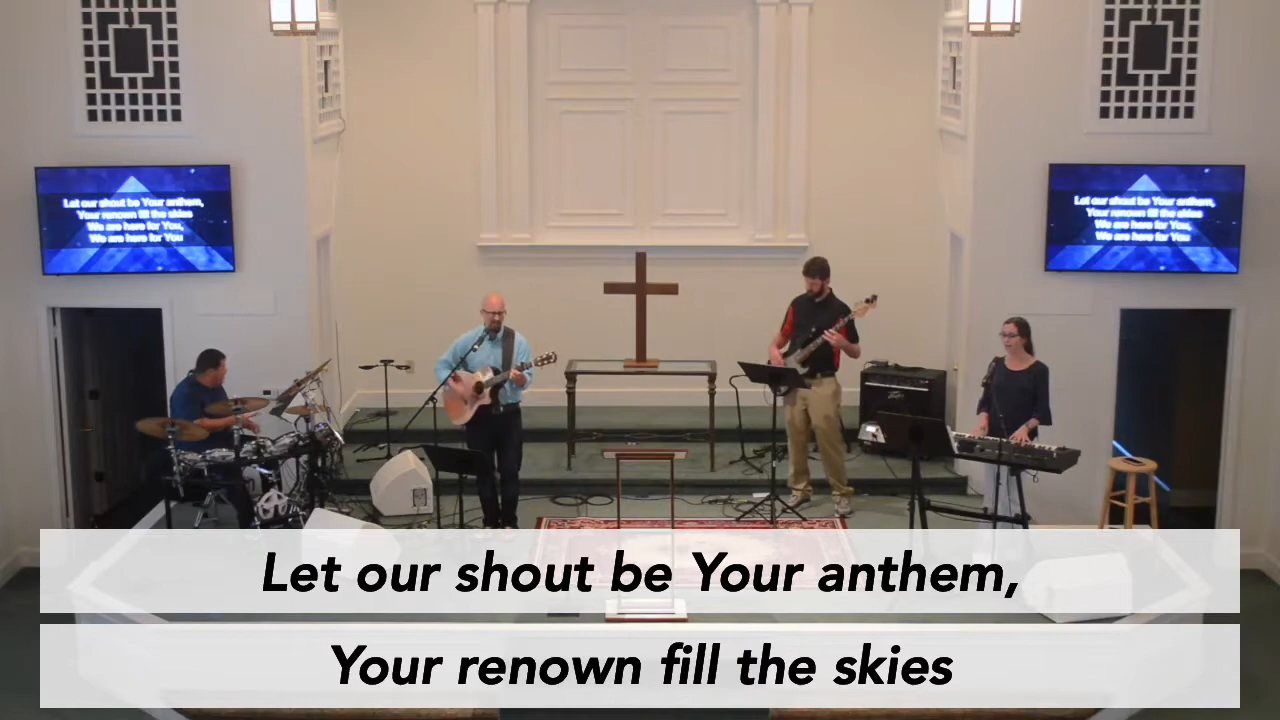 Let our shout be Your anthem,
Your renown fill the skies
We are here for You,
We are here for You
Let our shout be Your anthem,
Your renown fill the skies
We are here for You,
We are here for You
PEAVEY
Let our shout be Your anthem,
Your renown fill the skies